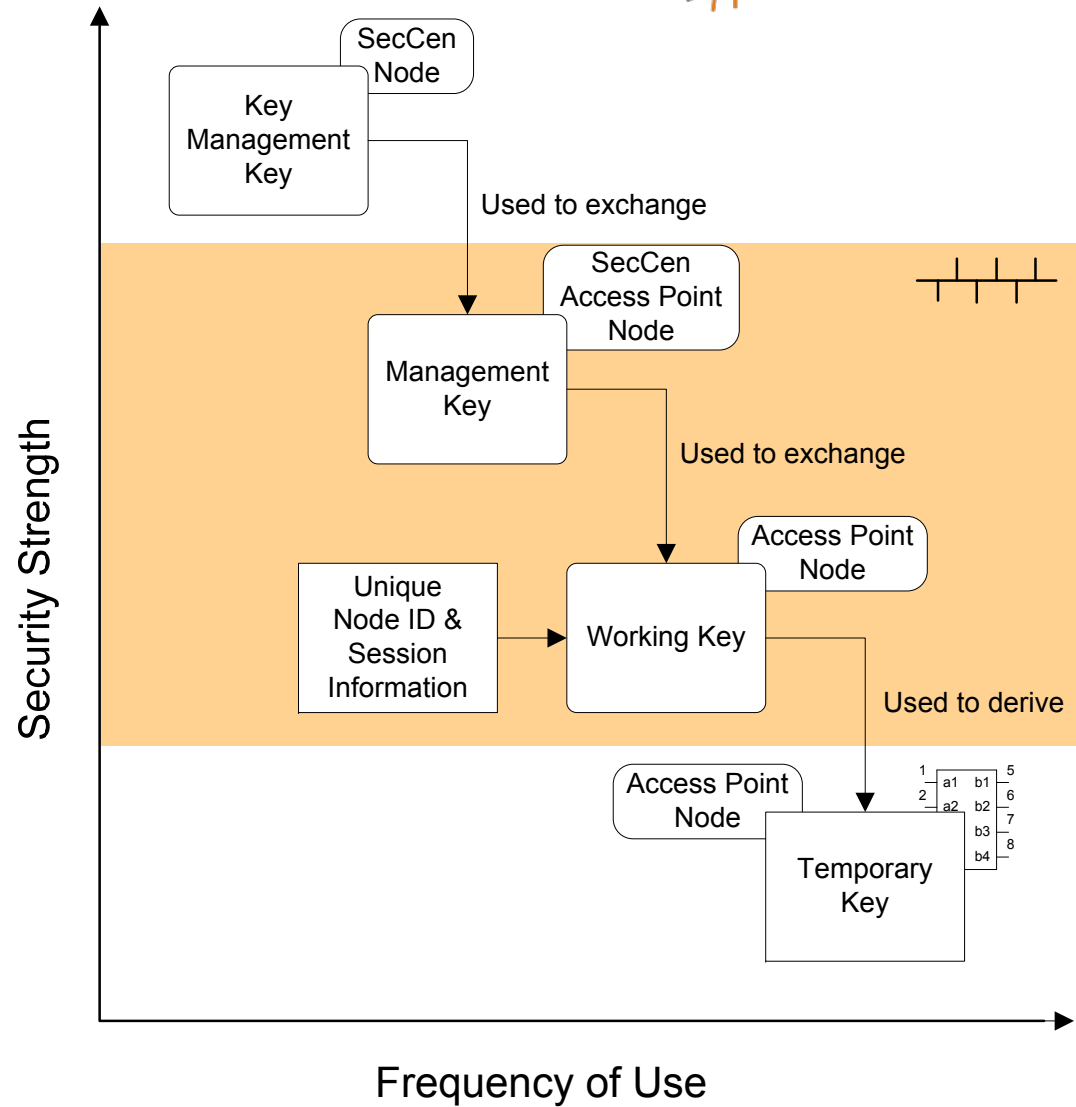 SecCen
Node
Key
Management
Key
Used to exchange
SecCen
Access Point
Node
Management
Key
Used to exchange
Access Point
Node
Unique
Node ID &
Session
Information
Working Key
Used to derive
Access Point
Node
1 a1 b1 5
2 a2 b2 6
b3 7
b4 8
Temporary
Key
Security Strength
Frequency of Use